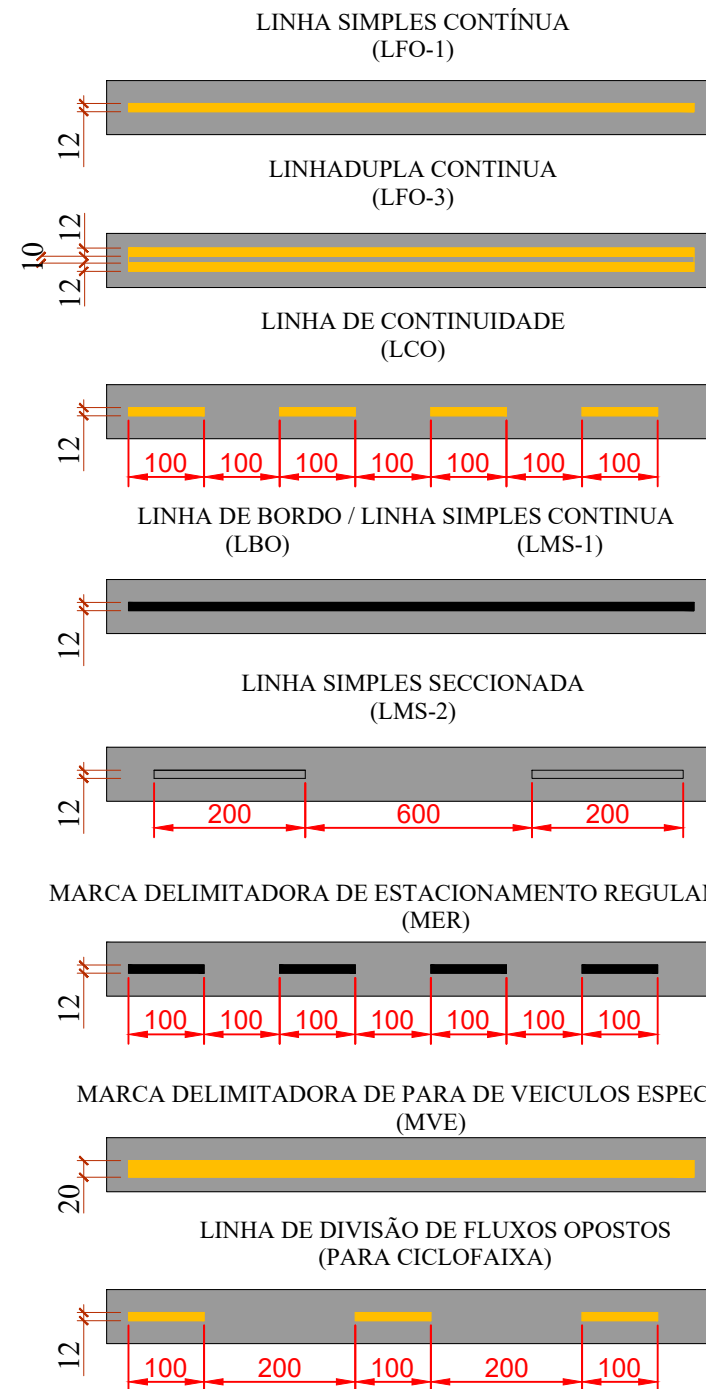 LINHA SIMPLES CONTÍNUA
(LFO-1)
12
LINHADUPLA CONTINUA
(LFO-3)
12
10
12
LINHA DE CONTINUIDADE
(LCO)
12
100 100 100 100 100 100 100
LINHA DE BORDO / LINHA SIMPLES CONTINUA
(LBO) (LMS-1)
12
LINHA SIMPLES SECCIONADA
(LMS-2)
12
200 600 200
MARCA DELIMITADORA DE ESTACIONAMENTO REGULAM
(MER)
12
100 100 100 100 100 100 100
MARCA DELIMITADORA DE PARA DE VEICULOS ESPEC
(MVE)
20
LINHA DE DIVISÃO DE FLUXOS OPOSTOS
(PARA CICLOFAIXA)
12
100 200 100 200 100